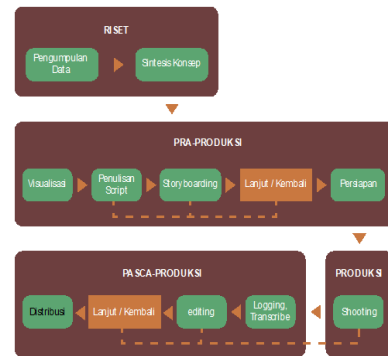 RISET
Pengumpulan
Data
Sintesis Konsep
PRA-PRODUKSI
Visualisasi
Penulisan
Script
Storyboarding
Lanjut / Kembali
Persiapan
PASCA-PRODUKSI
PRODUKSI
Distribusi
Lanjut / Kembali
editing
Logging,
Transcribe
Shooting